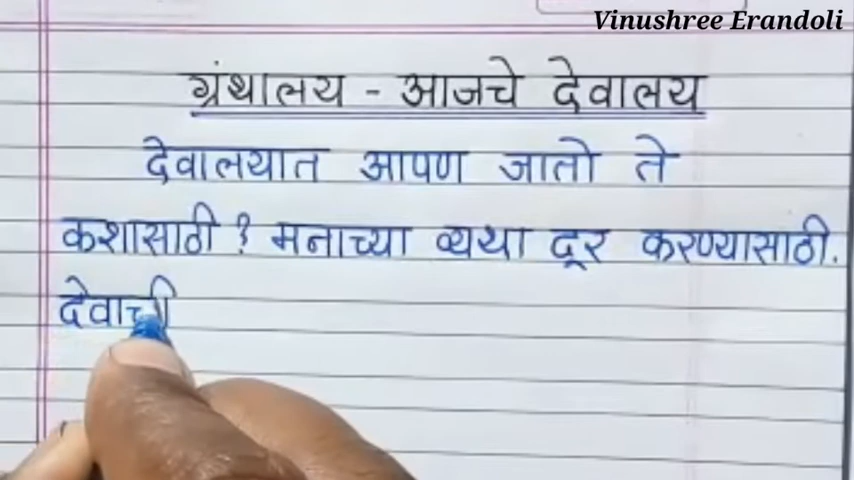 Vinushree Erandoli
ग्रंथालय - आजचे देवालय
देवालयात आपण जातो ते
कशासाठी ? मनाच्या व्यथा दूर करण्यासाठी.
देवाची